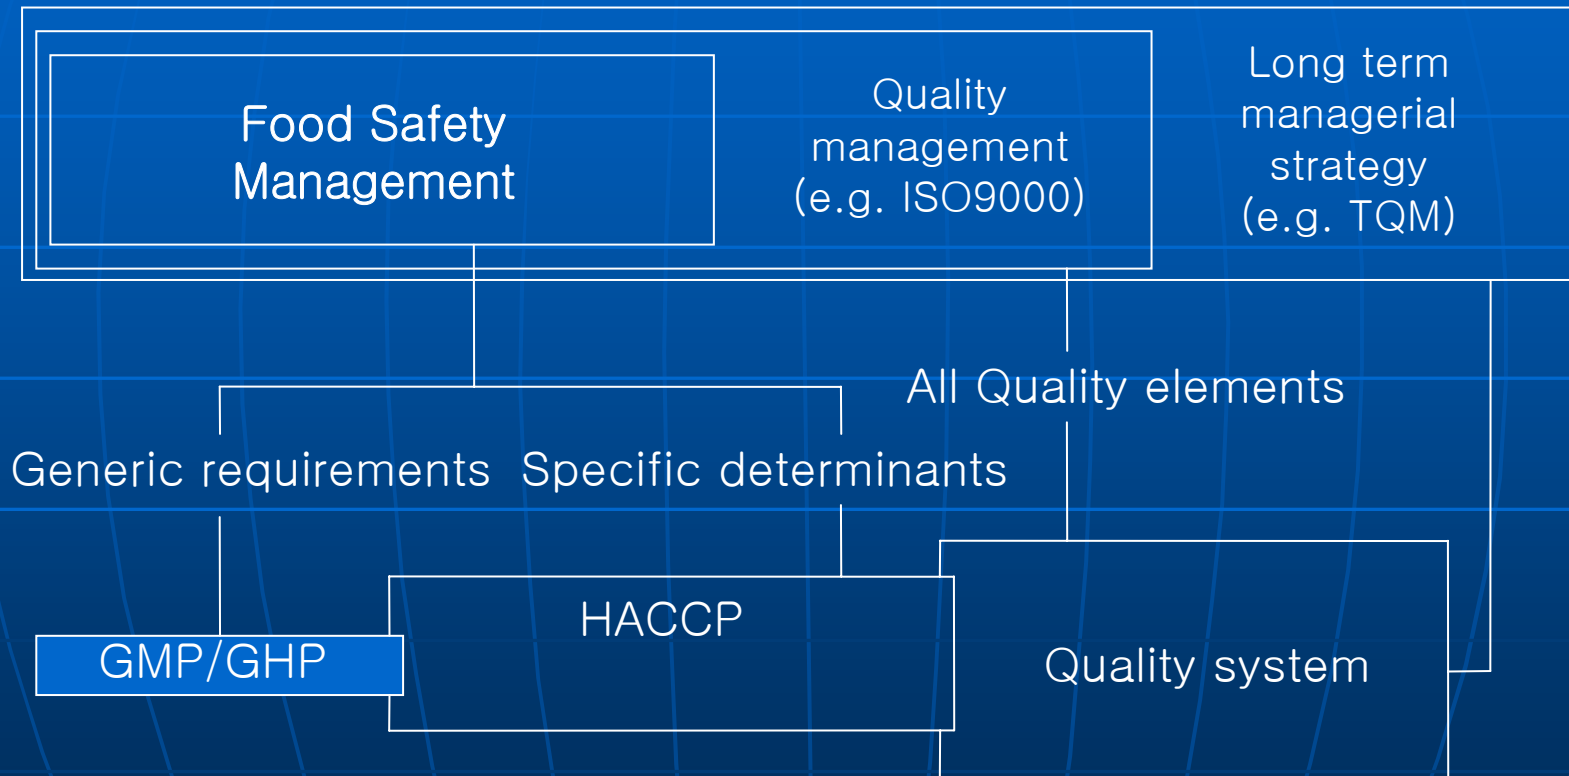 Food Safety
Management
Quality
management
(e.g. ISO9000)
Long term
managerial
strategy
(e.g. TQM)
All Quality elements
Generic requirements
Specific determinants
HACCP
GMP/GHP
Quality system